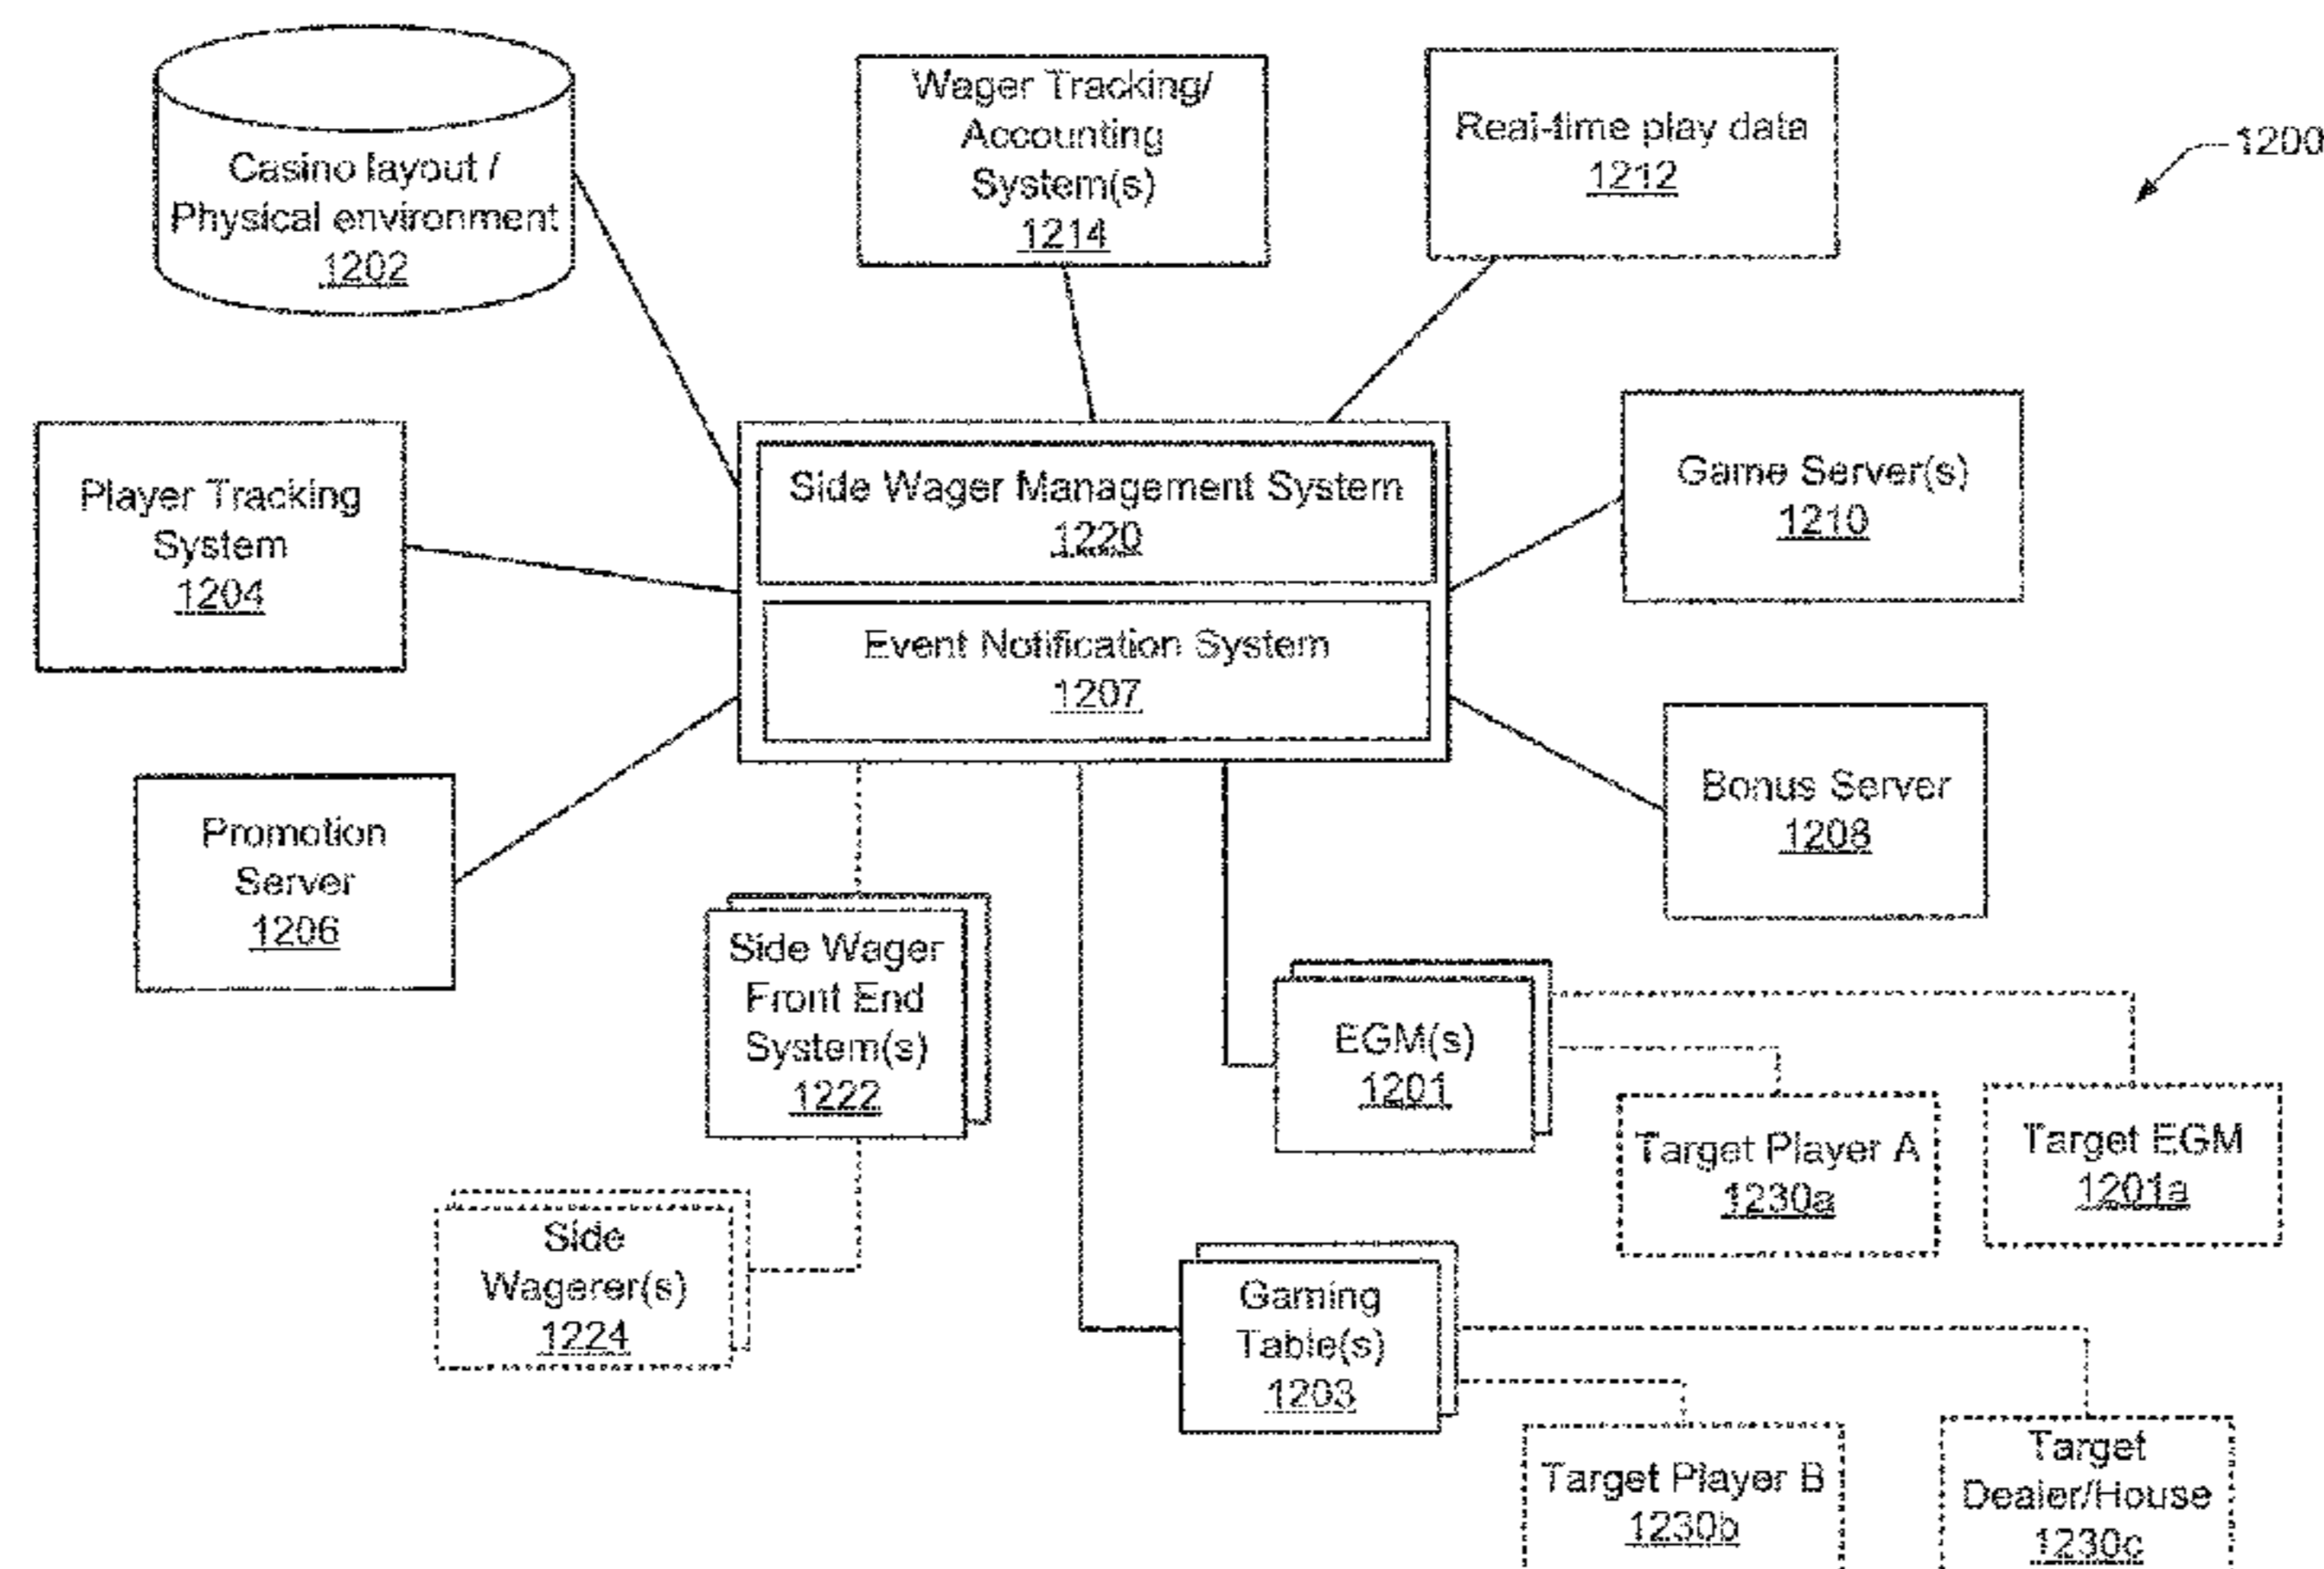 Casino layout /
Physical environment
1202
Wager Tracking/
Accounting
System(s)
1214
Real-time play data
1212
1200
Player Tracking
System
1204
Side Wager Management System
1220
Event Notification System
1207
Game Server(s)
1210
Promotion
Server
1206
Bonus Server
1208
Side Wager
Front End
System(s)
1222
EGM(s)
1201
Target Player A
1230a
Target EGM
1201a
Side
Wagerer(s)
1224
Gaming
Table(s)
1203
Target Player B
1230b
Target
Dealer/House
1230c